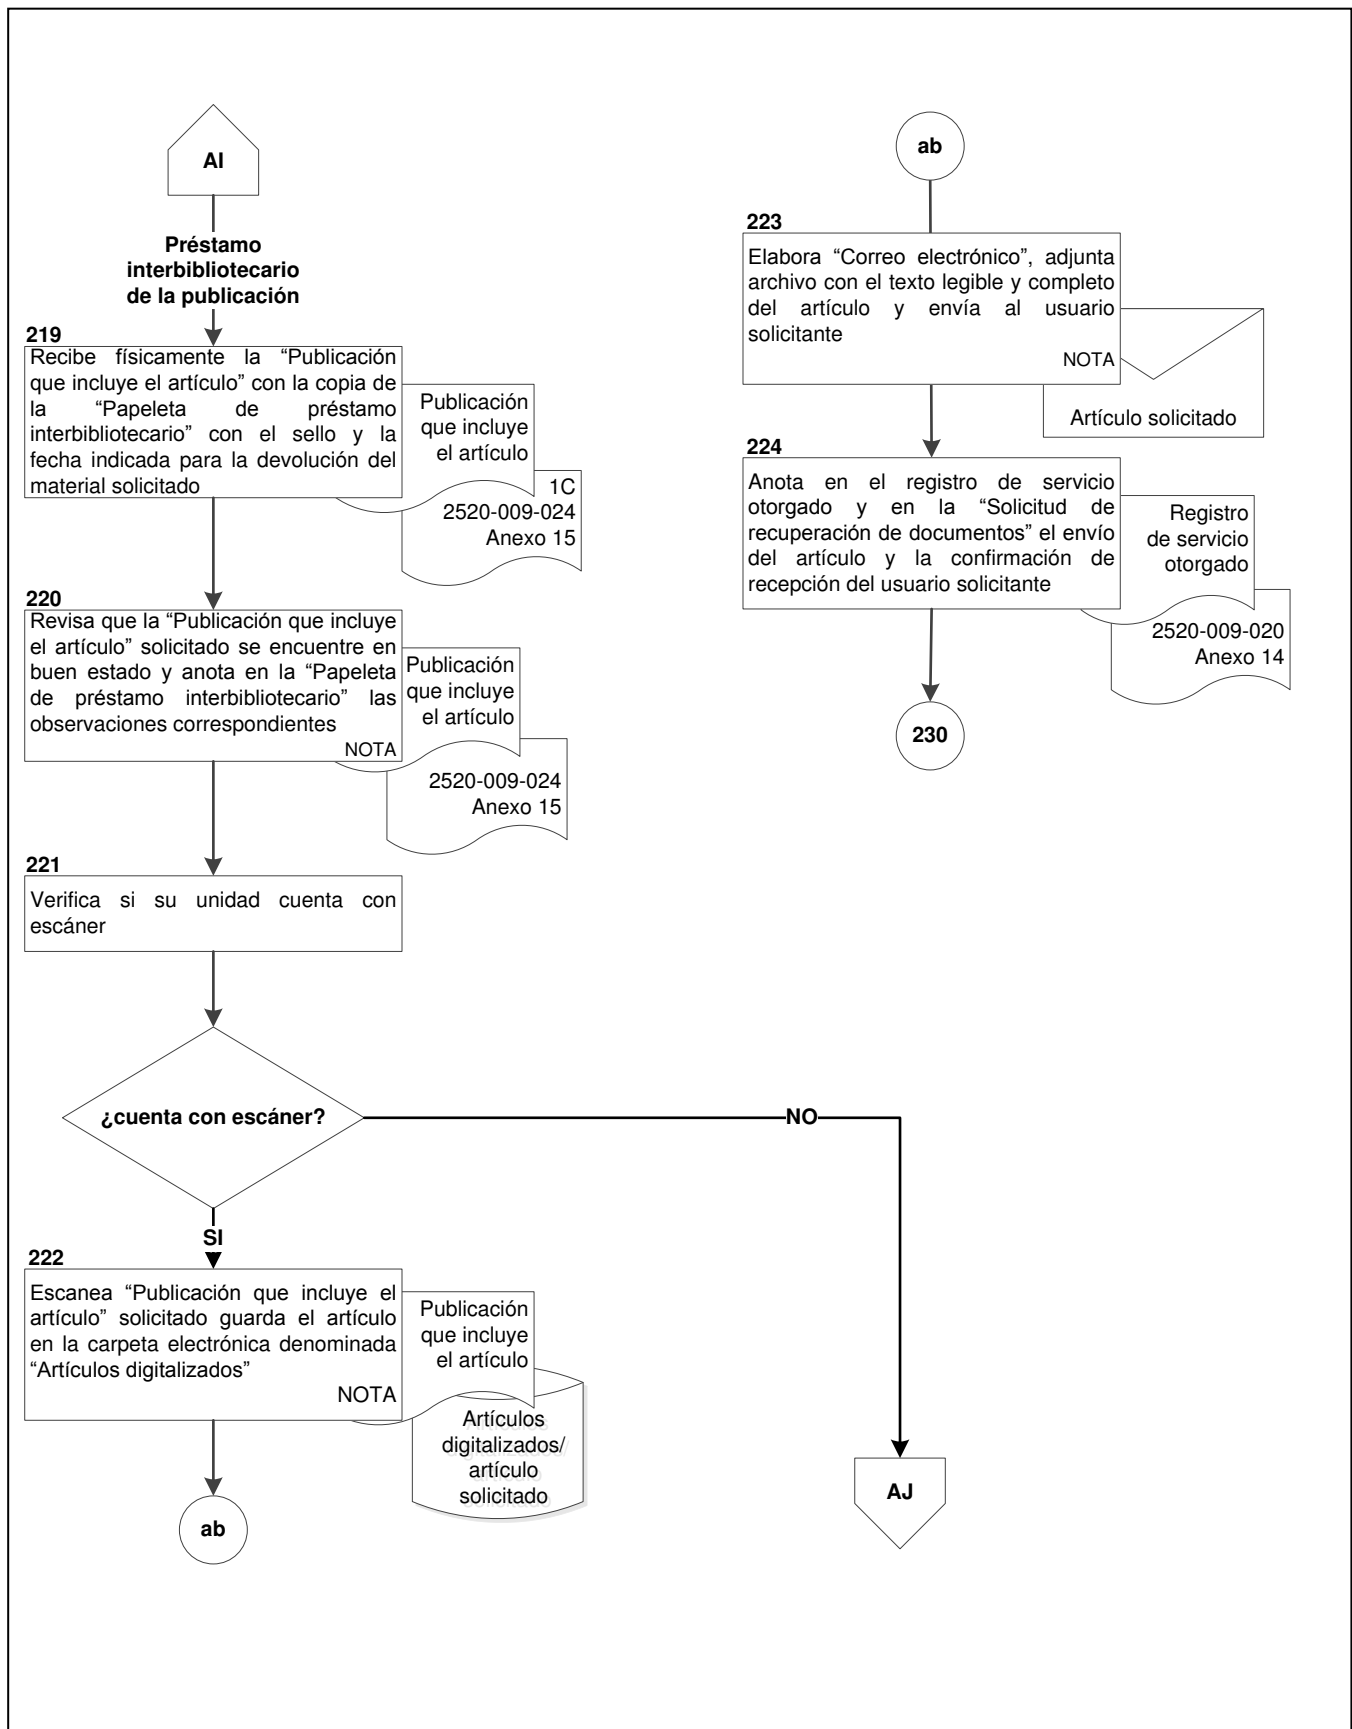 AI
Préstamo
interbibliotecario
de la publicación
219
Recibe físicamente la “Publicación
que incluye el artículo” con la copia de
la “Papeleta de préstamo
interbibliotecario” con el sello y la
fecha indicada para la devolución del
material solicitado
Publicación
que incluye
el artículo
1C
2520-009-024
Anexo 15
220
Revisa que la “Publicación que incluye
el artículo” solicitado se encuentre en
buen estado y anota en la “Papeleta
de préstamo interbibliotecario” las
observaciones correspondientes
NOTA
Publicación
que incluye
el artículo
2520-009-024
Anexo 15
221
Verifica si su unidad cuenta con
escáner
¿cuenta con escáner?
NO
SI
222
Escanea “Publicación que incluye el
artículo” solicitado guarda el artículo
en la carpeta electrónica denominada
“Artículos digitalizados”
NOTA
Publicación
que incluye
el artículo
Artículos
digitalizados/
artículo
solicitado
ab
AJ
ab
223
Elabora “Correo electrónico”, adjunta
archivo con el texto legible y completo
del artículo y envía al usuario
solicitante
NOTA
Artículo solicitado
224
Anota en el registro de servicio
otorgado y en la “Solicitud de
recuperación de documentos” el envío
del artículo y la confirmación de
recepción del usuario solicitante
Registro
de servicio
otorgado
2520-009-020
Anexo 14
230